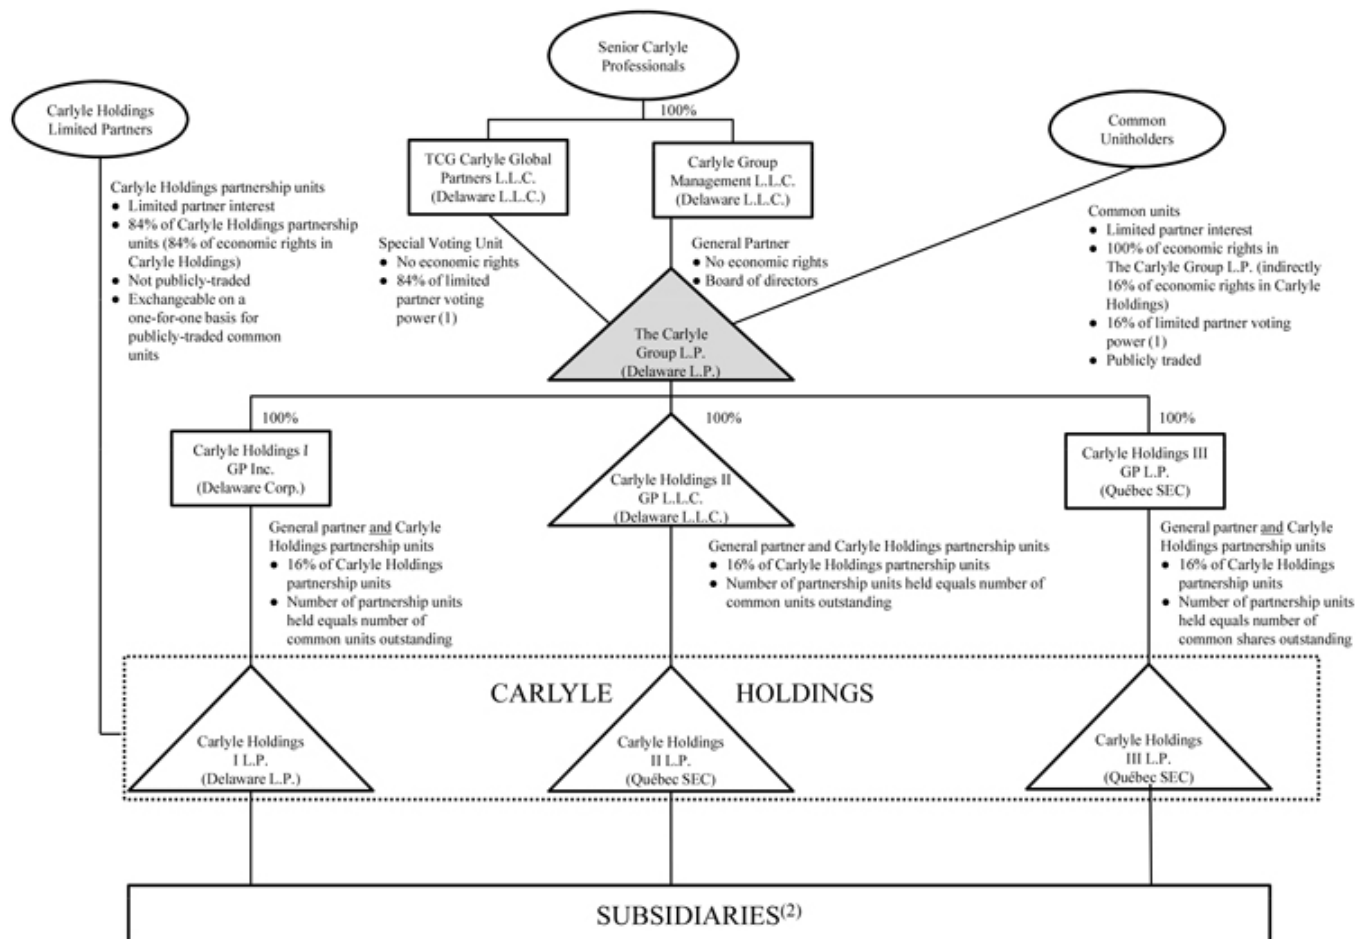 Senior Carlyle
Professionals
100%
Carlyle Holdings
Limited Partners
Common
Unitholders
TCG Carlyle Global
Partners L.L.C.
(Delaware L.L.C.)
Carlyle Group
Management L.L.C.
(Delaware L.L.C.)
Carlyle Holdings partnership units
● Limited partner interest
● 84% of Carlyle Holdings partnership
units (84% of economic rights in
Carlyle Holdings)
● Not publicly-traded
● Exchangeable on a
one-for-one basis for
publicly-traded common
units
Special Voting Unit
● No economic rights
● 84% of limited
partner voting
power (1)
General Partner
● No economic rights
● Board of directors
Common units
● Limited partner interest
● 100% of economic rights in
The Carlyle Group L.P. (indirectly
16% of economic rights in Carlyle
Holdings)
● 16% of limited partner voting
power (1)
● Publicly traded
The Carlyle
Group L.P.
(Delaware L.P.)
100%
100%
100%
Carlyle Holdings I
GP Inc.
(Delaware Corp.)
Carlyle Holdings II
GP L.L.C.
(Delaware L.L.C.)
Carlyle Holdings III
GP L.P.
(Québec SEC)
General partner and Carlyle
Holdings partnership units
● 16% of Carlyle Holdings
partnership units
● Number of partnership units
held equals number of
common units outstanding
General partner and Carlyle Holdings partnership units
● 16% of Carlyle Holdings partnership units
● Number of partnership units held equals number of
common units outstanding
General partner and Carlyle
Holdings partnership units
● 16% of Carlyle Holdings
partnership units
● Number of partnership units
held equals number of
common shares outstanding
CARLYLE HOLDINGS
Carlyle Holdings
I L.P.
(Delaware L.P.)
Carlyle Holdings
II L.P.
(Québec SEC)
Carlyle Holdings
III L.P.
(Québec SEC)
SUBSIDIARIES(2)